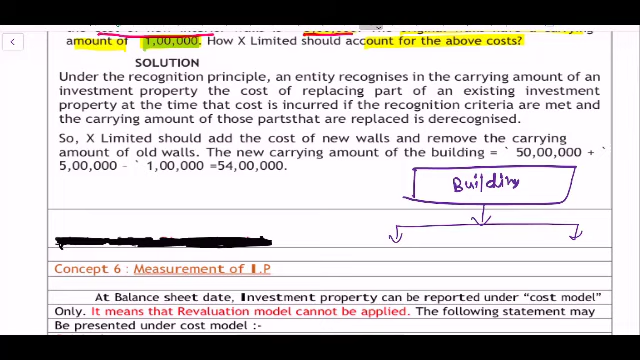 amount of 1,00,000. How X Limited should account for the above costs?
SOLUTION
Under the recognition principle, an entity recognises in the carrying amount of an
investment property the cost of replacing part of an existing investment
property at the time that cost is incurred if the recognition criteria are met and
the carrying amount of those partsthat are replaced is derecognised.
So, X Limited should add the cost of new walls and remove the carrying
amount of old walls. The new carrying amount of the building = ` 50,00,000 + `
5,00,000 – ` 1,00,000 =54,00,000.
Building
Concept 6 : Measurement of I.P
At Balance sheet date, Investment property can be reported under “cost model”
Only. It means that Revaluation model cannot be applied. The following statement may
Be presented under cost model :-